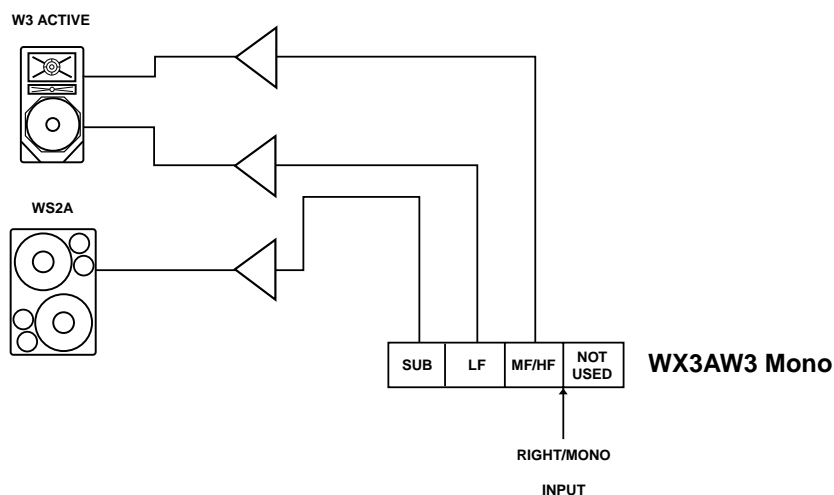 W3 ACTIVE
WS2A
SUB
LF
MF/HF
NOT
USED
WX3AW3 Mono
RIGHT/MONO
INPUT